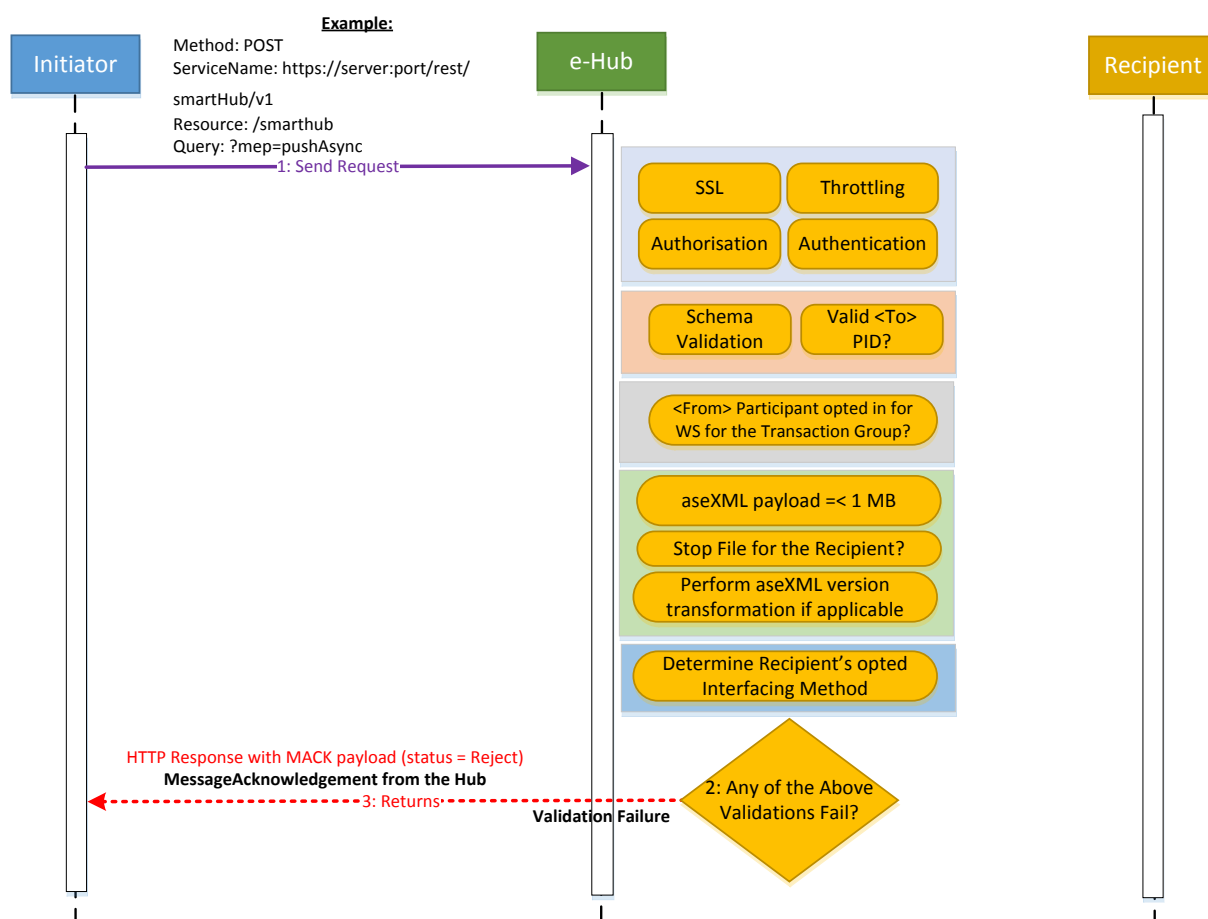 Example:
Method: POST
ServiceName: https://server:port/rest/
smartHub/v1
Resource: /smarthub
Query: ?mep=pushAsync
Initiator
e-Hub
Recipient
1: Send Request
SSL
Throttling
Authorisation
Authentication
Schema
Validation
Valid <To>
PID?
<From> Participant opted in for
WS for the Transaction Group?
aseXML payload =< 1 MB
Stop File for the Recipient?
Perform aseXML version
transformation if applicable
Determine Recipient’s opted
Interfacing Method
2: Any of the Above
Validations Fail?
HTTP Response with MACK payload (status = Reject)
MessageAcknowledgement from the Hub
3: Returns
Validation Failure